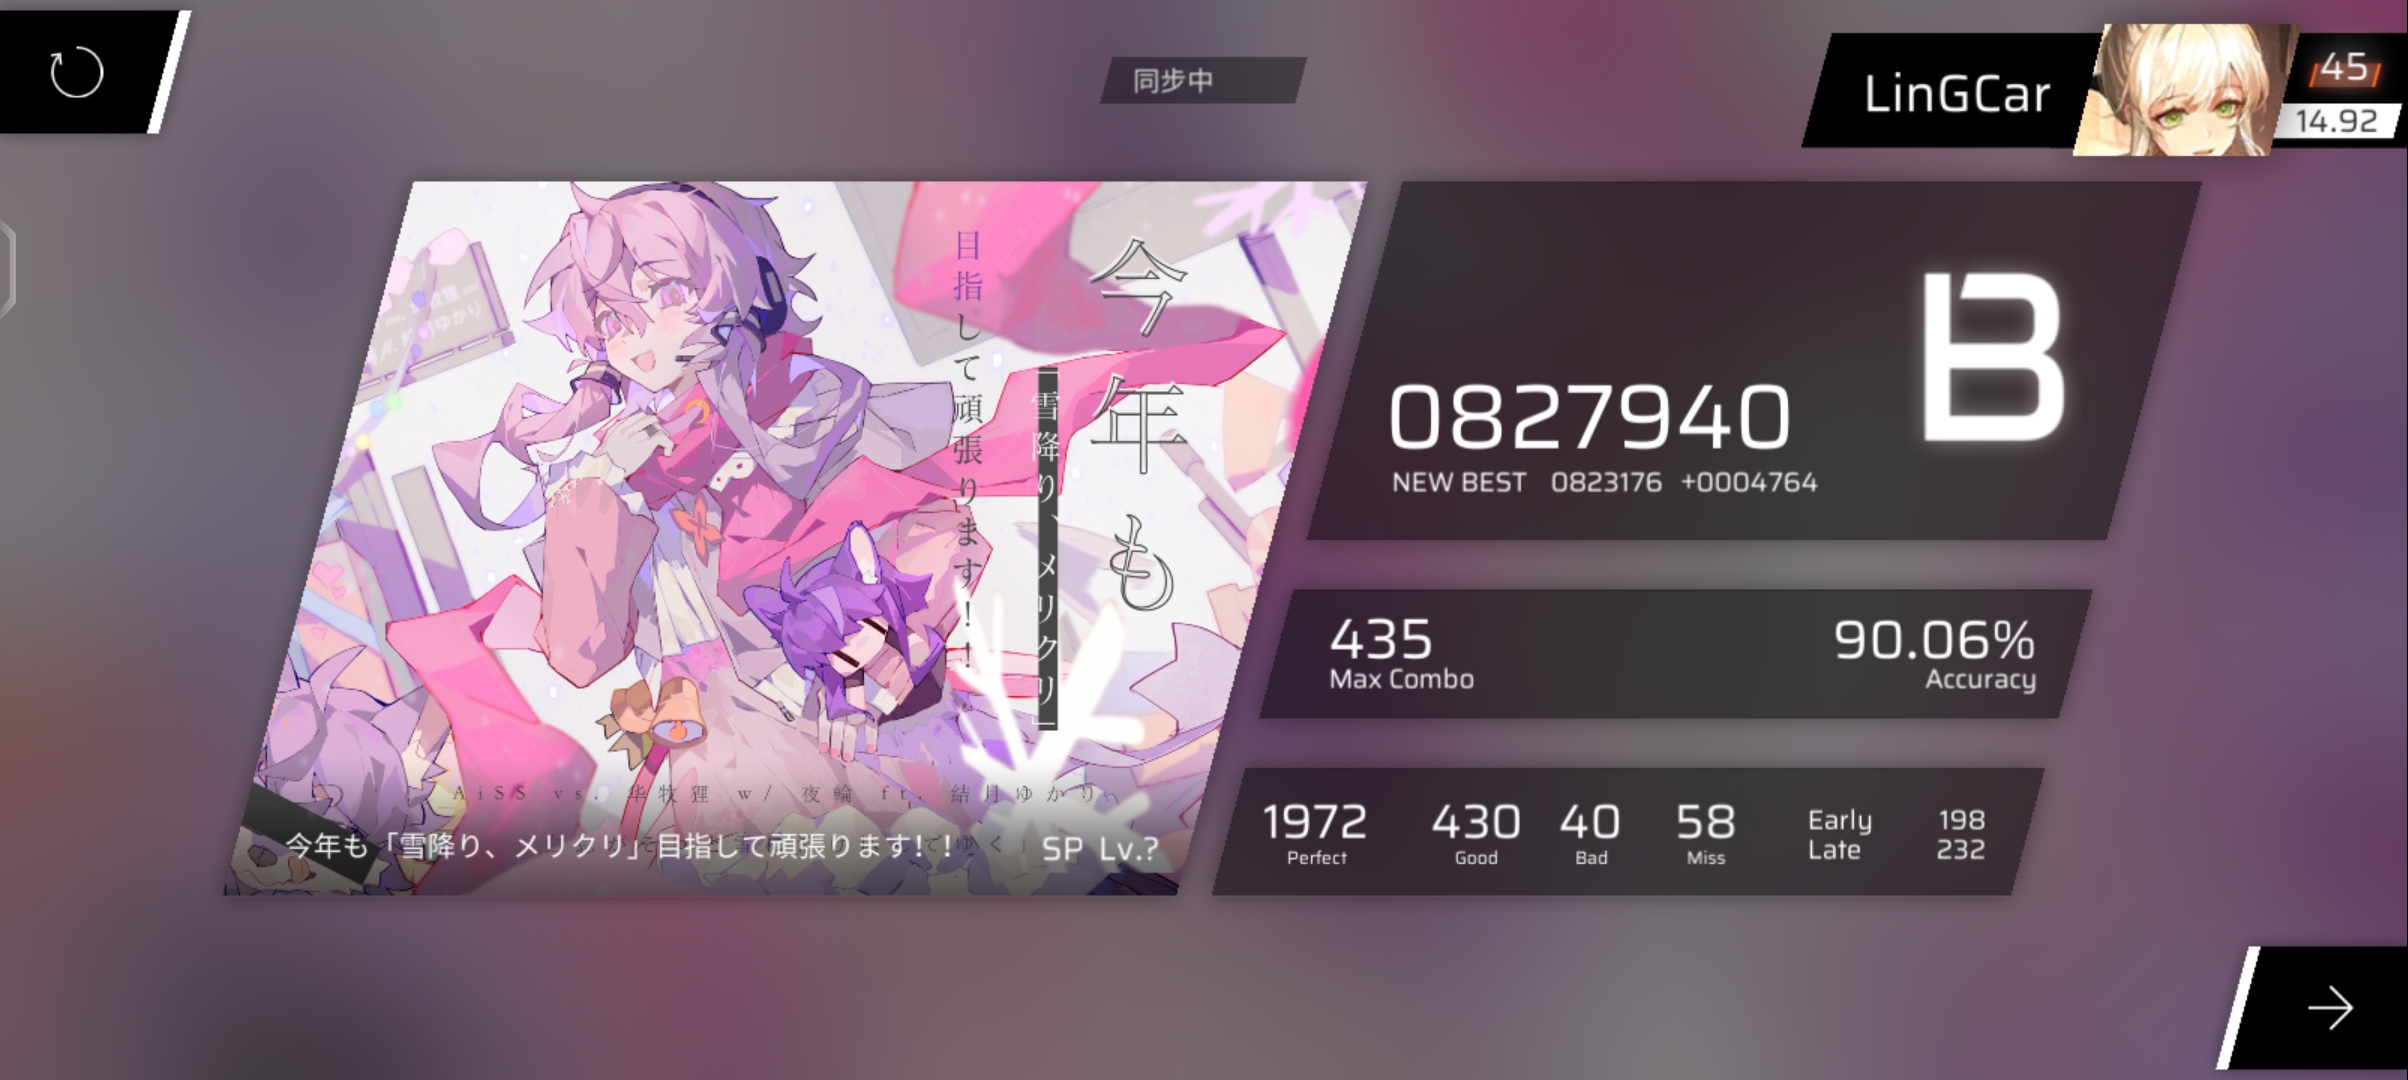 同步中
LinGCar
45
14.92
今年も
「雪降り、メリクリ」
目指して頑張ります！！
AiSS vs. 华牧狸 w/ 夜輪 ft. 結月ゆかり
今年も「雪降り、メリクリ」目指して頑張ります！！
SP Lv.?
B
0827940
NEW BEST 0823176 +0004764
435 90.06%
Max Combo Accuracy
1972 430 40 58
Perfect Good Bad Miss
Early 198
Late 232